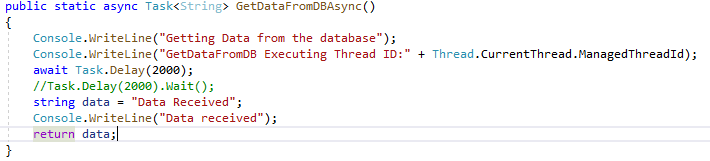 public static async Task<String> GetDataFromDBAsync()
{
Console.WriteLine("Getting Data from the database");
Console.WriteLine("GetDataFromDB Executing Thread ID:" + Thread.CurrentThread.ManagedThreadId);
await Task.Delay(2000);
//Task.Delay(2000).Wait();
string data = "Data Received";
Console.WriteLine("Data received");
return data;
}